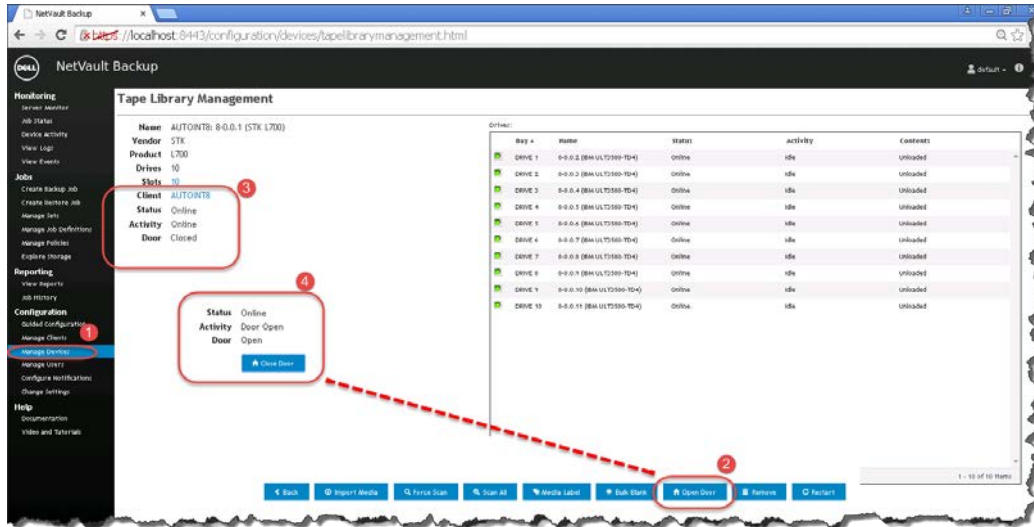 NetVault Backup
https://localhost:8443/configuration/devices/tapelibrarymanagement.html
DELL
NetVault Backup
default
Monitoring
Server Monitor
Job Status
Device Activity
View Logs
View Events
Jobs
Create Backup Job
Create Restore Job
Manage Sets
Manage Job Definitions
Manage Policies
Explore Storage
Reporting
View Reports
Job History
Configuration
Guided Configuration
1
Manage Clients
Manage Devices
Manage Users
Configure Notifications
Change Settings
Help
Documentation
Video and Tutorials
Tape Library Management
Name AUTOINT8: 8-0.0.1 (STK L700)
Vendor STK
Product L700
Drives 10
Slots 10
3
Client AUTOINT8
Status Online
Activity Online
Door Closed
4
Status Online
Activity Door Open
Door Open
Close Door
Drives:
Bay Name Status Activity Contents
DRIVE 1 8-0.0.2 (IBM ULT3580-TD4) Online Idle Unloaded
DRIVE 2 8-0.0.3 (IBM ULT3580-TD4) Online Idle Unloaded
DRIVE 3 8-0.0.4 (IBM ULT3580-TD4) Online Idle Unloaded
DRIVE 4 8-0.0.5 (IBM ULT3580-TD4) Online Idle Unloaded
DRIVE 5 8-0.0.6 (IBM ULT3580-TD4) Online Idle Unloaded
DRIVE 6 8-0.0.7 (IBM ULT3580-TD4) Online Idle Unloaded
DRIVE 7 8-0.0.8 (IBM ULT3580-TD4) Online Idle Unloaded
DRIVE 8 8-0.0.9 (IBM ULT3580-TD4) Online Idle Unloaded
DRIVE 9 8-0.0.10 (IBM ULT3580-TD4) Online Idle Unloaded
DRIVE 10 8-0.0.11 (IBM ULT3580-TD4) Online Idle Unloaded
2
1 - 10 of 10 items
Back Import Media Force Scan Scan All Media Label Bulk Blank Open Door Remove Restart